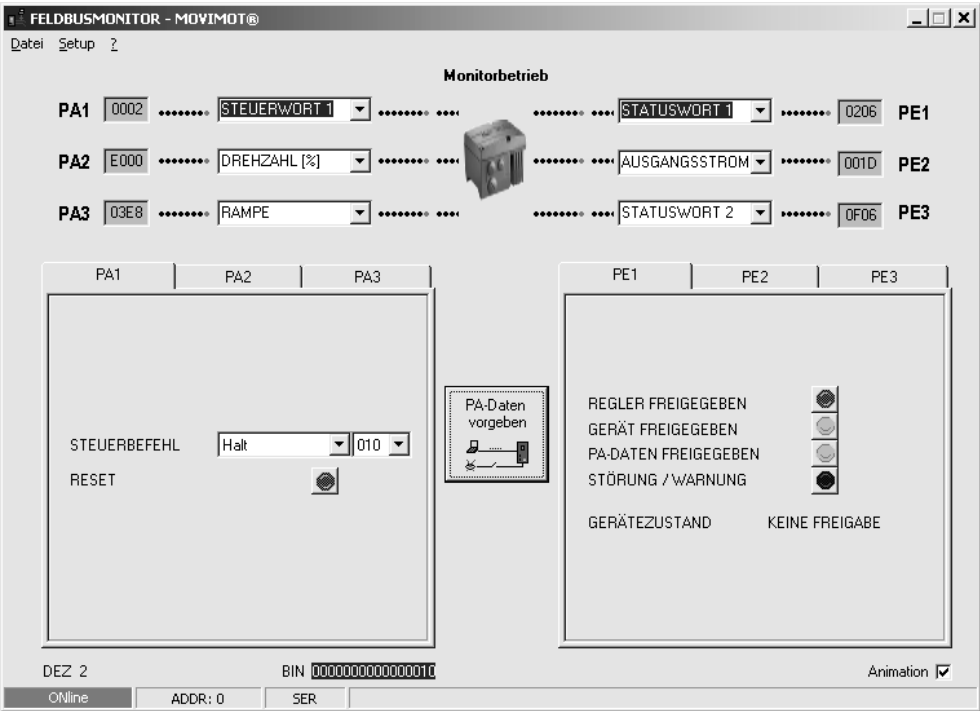 FELDBUSMONITOR - MOVIMOT®
Datei Setup ?
Monitorbetrieb
PA1 0002 STEUERWORT 1 STATUSWORT 1 0206 PE1
PA2 E000 DREHZAHL [%] AUSGANGSSTROM 001D PE2
PA3 03E8 RAMPE STATUSWORT 2 0F06 PE3
PA1 PA2 PA3
STEUERBEFEHL Halt 010
RESET
PA-Daten
vorgeben
PE1 PE2 PE3
REGLER FREIGEGEBEN
GERÄT FREIGEGEBEN
PA-DATEN FREIGEGEBEN
STÖRUNG / WARNUNG
GERÄTEZUSTAND KEINE FREIGABE
DEZ 2 BIN 0000000000000010 Animation
ONline ADDR: 0 SER